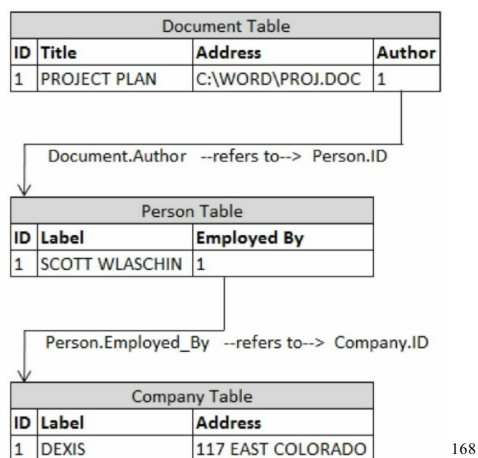 Document Table
ID Title Address Author
1 PROJECT PLAN C:\WORD\PROJ.DOC 1
Document.Author --refers to--> Person.ID
Person Table
ID Label Employed By
1 SCOTT WLASCHIN 1
Person.Employed_By --refers to--> Company.ID
Company Table
ID Label Address
1 DEXIS 117 EAST COLORADO
168